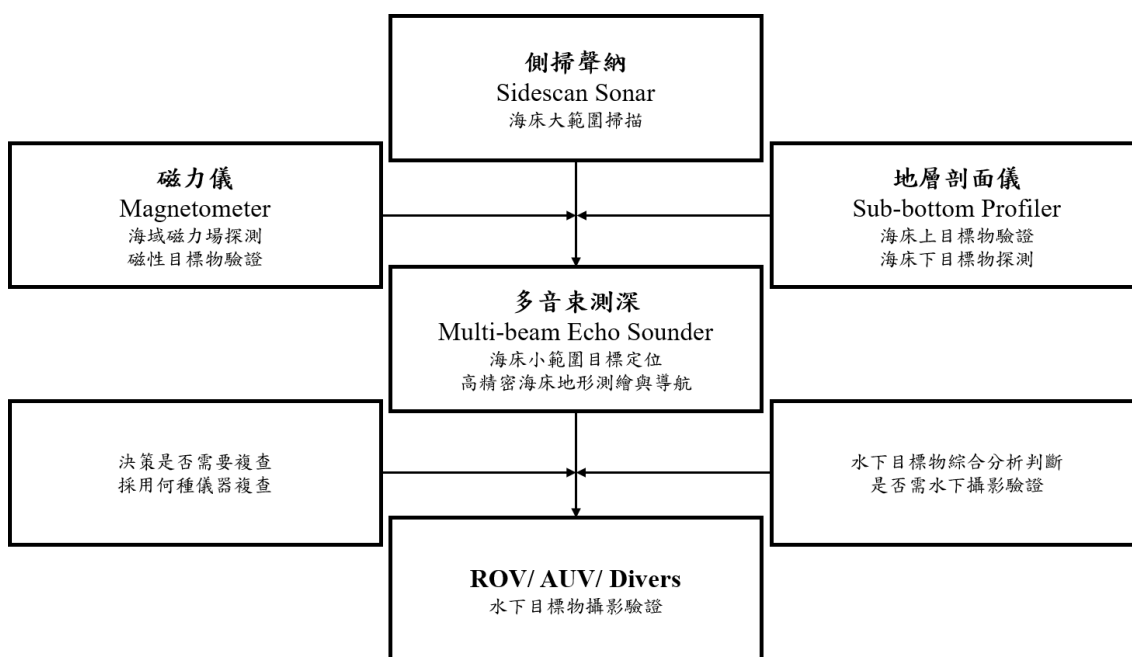 側掃聲納
Sidescan Sonar
海床大範圍掃描
磁力儀
Magnetometer
海域磁力場探測
磁性目標物驗證
地層剖面儀
Sub-bottom Profiler
海床上目標物驗證
海床下目標物探測
多音束測深
Multi-beam Echo Sounder
海床小範圍目標定位
高精密海床地形測繪與導航
決策是否需要複查
採用何種儀器複查
水下目標物綜合分析判斷
是否需水下攝影驗證
ROV/ AUV/ Divers
水下目標物攝影驗證